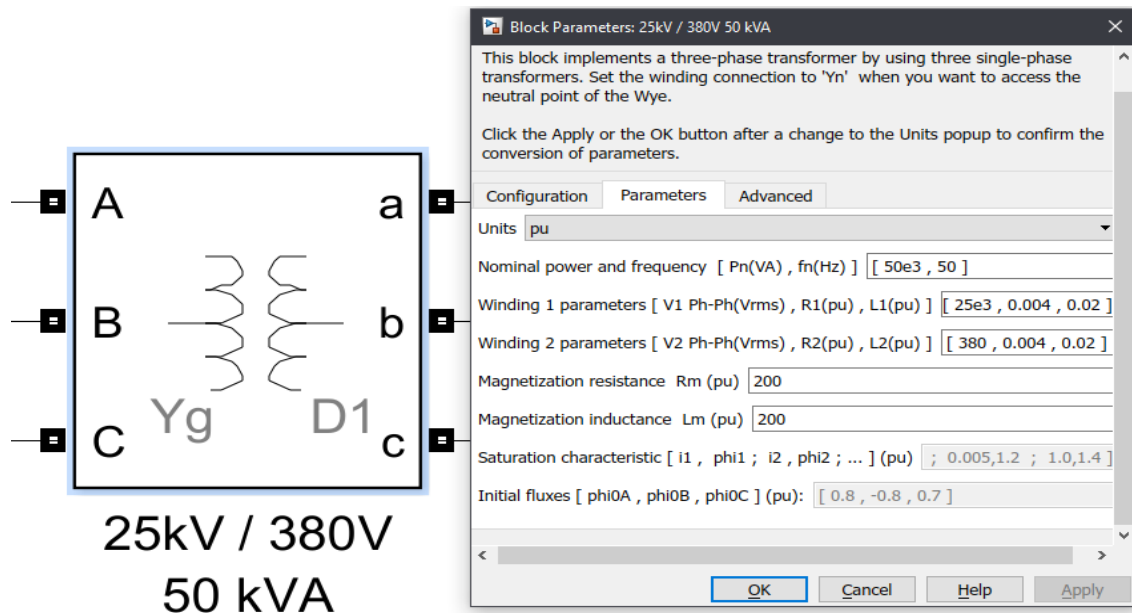 Block Parameters: 25kV / 380V 50 kVA
This block implements a three-phase transformer by using three single-phase
transformers. Set the winding connection to 'Yn' when you want to access the
neutral point of the Wye.
Click the Apply or the OK button after a change to the Units popup to confirm the
conversion of parameters.
Configuration Parameters Advanced
Units pu
Nominal power and frequency [ Pn(VA) , fn(Hz) ] [ 50e3 , 50 ]
Winding 1 parameters [ V1 Ph-Ph(Vrms) , R1(pu) , L1(pu) ] [ 25e3 , 0.004 , 0.02 ]
Winding 2 parameters [ V2 Ph-Ph(Vrms) , R2(pu) , L2(pu) ] [ 380 , 0.004 , 0.02 ]
Magnetization resistance Rm (pu) 200
Magnetization inductance Lm (pu) 200
Saturation characteristic [ i1 , phi1 ; i2 , phi2 ; ... ] (pu) ; 0.005,1.2 ; 1.0,1.4 ]
Initial fluxes [ phi0A , phi0B , phi0C ] (pu): [ 0.8 , -0.8 , 0.7 ]
OK Cancel Help Apply
A a
B b
Yg D1
C c
25kV / 380V
50 kVA